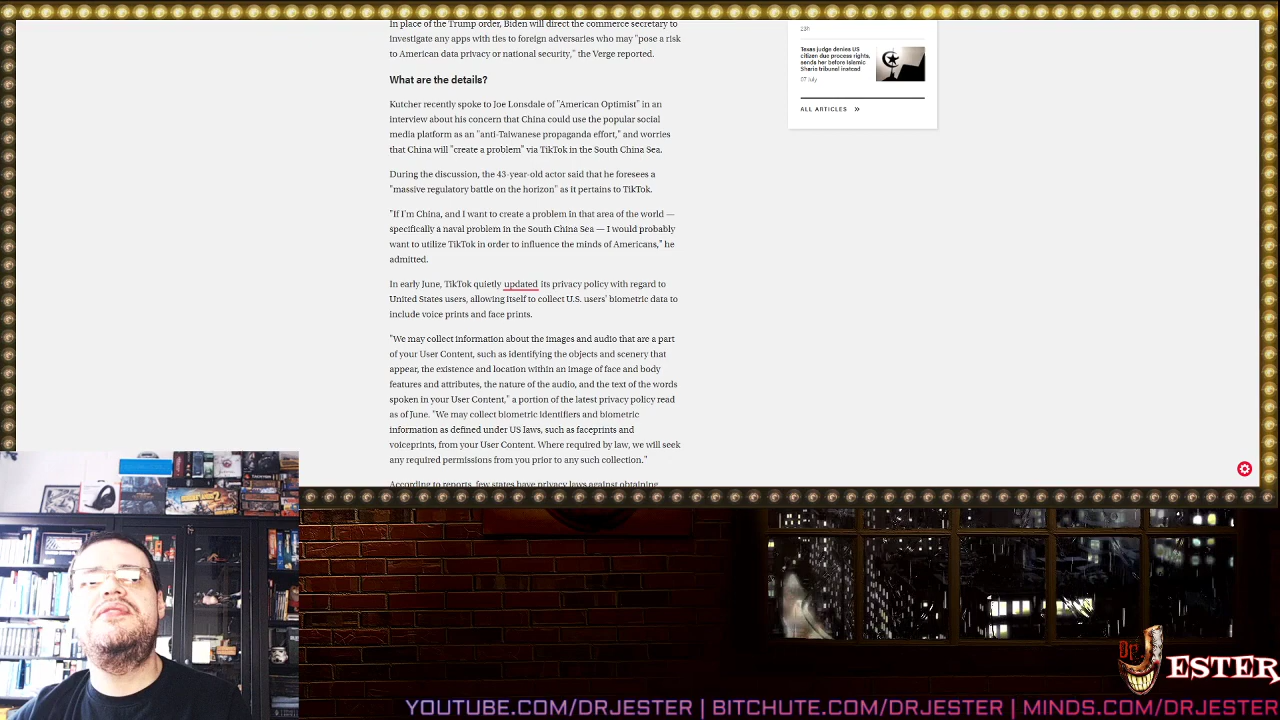 In place of the Trump order, Biden will direct the commerce secretary to
investigate any apps with ties to foreign adversaries who may "pose a risk
to American data privacy or national security," the Verge reported.
What are the details?
Kutcher recently spoke to Joe Lonsdale of "American Optimist" in an
interview about his concern that China could use the popular social
media platform as an "anti-Taiwanese propaganda effort," and worries
that China will "create a problem" via TikTok in the South China Sea.
During the discussion, the 43-year-old actor said that he foresees a
"massive regulatory battle on the horizon" as it pertains to TikTok.
"If I'm China, and I want to create a problem in that area of the world —
specifically a naval problem in the South China Sea — I would probably
want to utilize TikTok in order to influence the minds of Americans," he
admitted.
In early June, TikTok quietly updated its privacy policy with regard to
United States users, allowing itself to collect U.S. users' biometric data to
include voice prints and face prints.
"We may collect information about the images and audio that are a part
of your User Content, such as identifying the objects and scenery that
appear, the existence and location within an image of face and body
features and attributes, the nature of the audio, and the text of the words
spoken in your User Content," a portion of the latest privacy policy read
as of June. "We may collect biometric identifiers and biometric
information as defined under US laws, such as faceprints and
voiceprints, from your User Content. Where required by law, we will seek
any required permissions from you prior to any such collection."
According to reports, few states have privacy laws against obtaining
23h
Texas judge denies US
citizen due process rights,
sends her before Islamic
Sharia tribunal instead
07 July
ALL ARTICLES »
Dr.
JESTER
YOUTUBE.COM/DRJESTER | BITCHUTE.COM/DRJESTER | MINDS.COM/DRJESTER